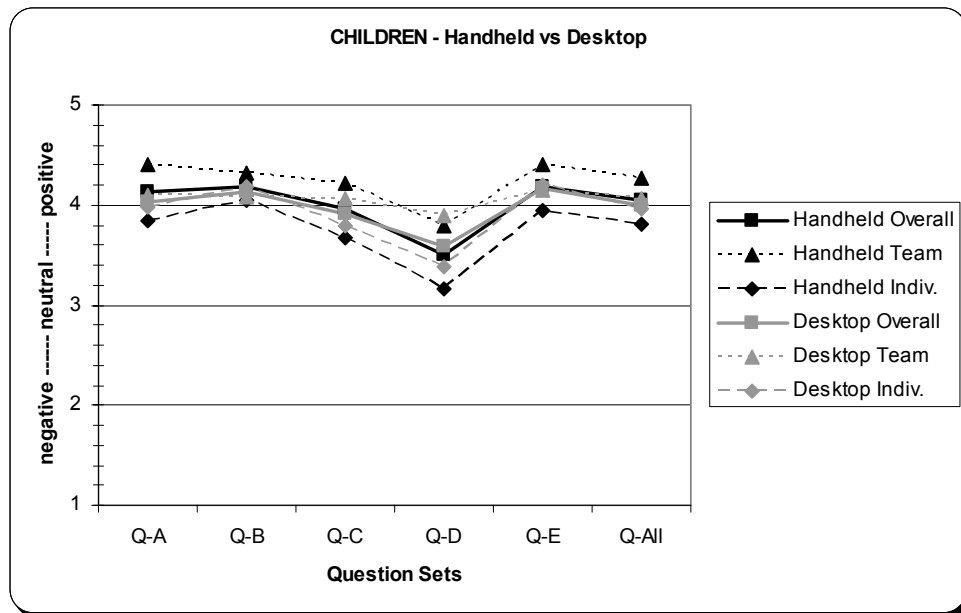 CHILDREN - Handheld vs Desktop
5
4
3
2
1
negative ------ neutral ------ positive
Q-A Q-B Q-C Q-D Q-E Q-All
Question Sets
Handheld Overall
Handheld Team
Handheld Indiv.
Desktop Overall
Desktop Team
Desktop Indiv.